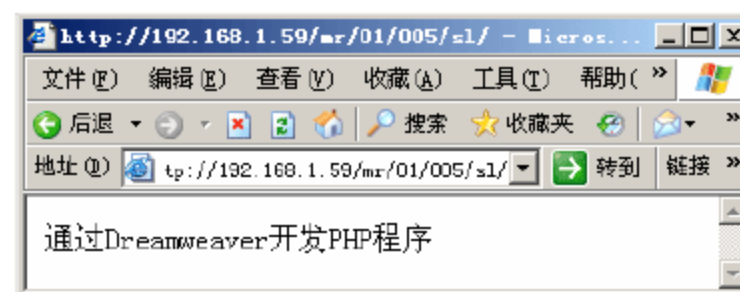 http://192.168.1.59/mr/01/005/sl/ - Micros...
文件(F) 编辑(E) 查看(V) 收藏(A) 工具(T) 帮助( »
后退 搜索 收藏夹 »
地址(D) tp://192.168.1.59/mr/01/005/sl/ 转到 链接 »
通过Dreamweaver开发PHP程序